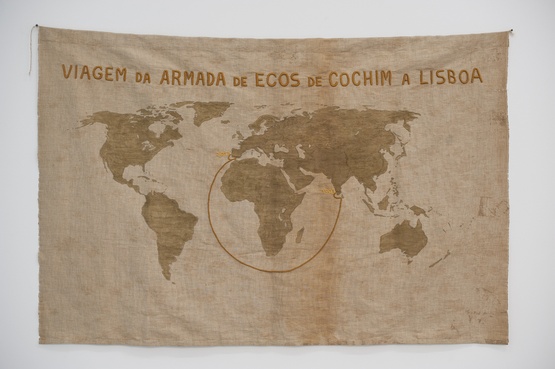 VIAGEM DA ARMADA DE ECOS DE COCHIM A LISBOA